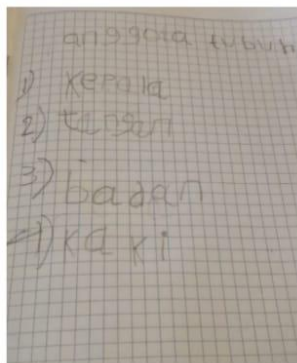 anggota tubuh
1) Kepala
2) tangan
3) badan
4) kaki